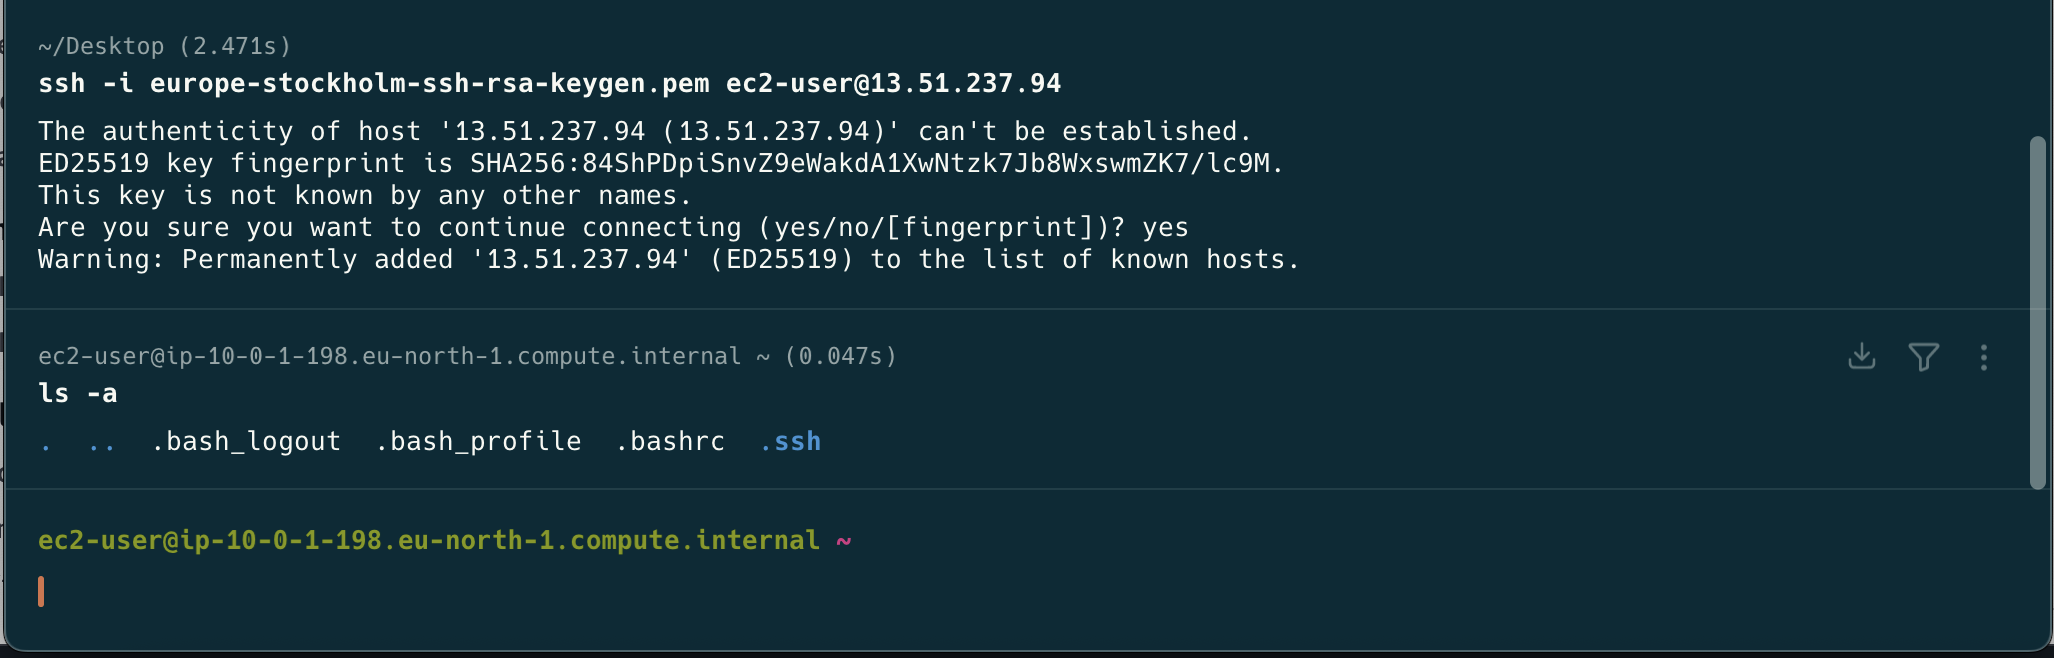 ~/Desktop (2.471s)
ssh -i europe-stockholm-ssh-rsa-keygen.pem ec2-user@13.51.237.94
The authenticity of host '13.51.237.94 (13.51.237.94)' can't be established.
ED25519 key fingerprint is SHA256:84ShPDpiSnvZ9eWakdA1XwNtzk7Jb8WxswmZK7/lc9M.
This key is not known by any other names.
Are you sure you want to continue connecting (yes/no/[fingerprint])? yes
Warning: Permanently added '13.51.237.94' (ED25519) to the list of known hosts.
ec2-user@ip-10-0-1-198.eu-north-1.compute.internal ~ (0.047s)
ls -a
.  ..  .bash_logout  .bash_profile  .bashrc  .ssh
ec2-user@ip-10-0-1-198.eu-north-1.compute.internal ~